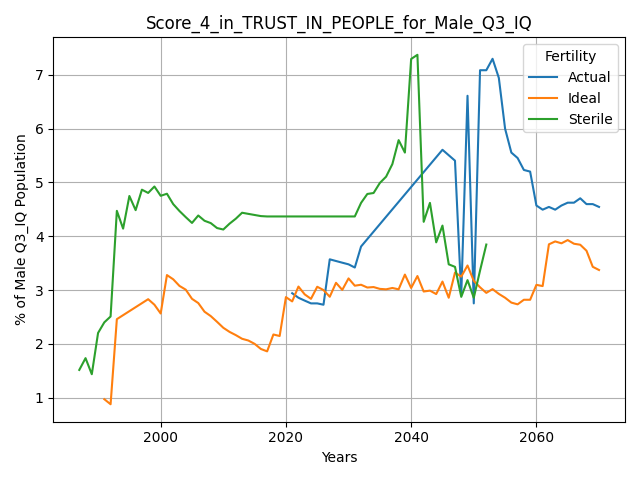 Score_4_in_TRUST_IN_PEOPLE_for_Male_Q3_IQ
Fertility
Actual
Ideal
Sterile
% of Male Q3_IQ Population
7
6
5
4
3
2
1
2000
2020
2040
2060
Years